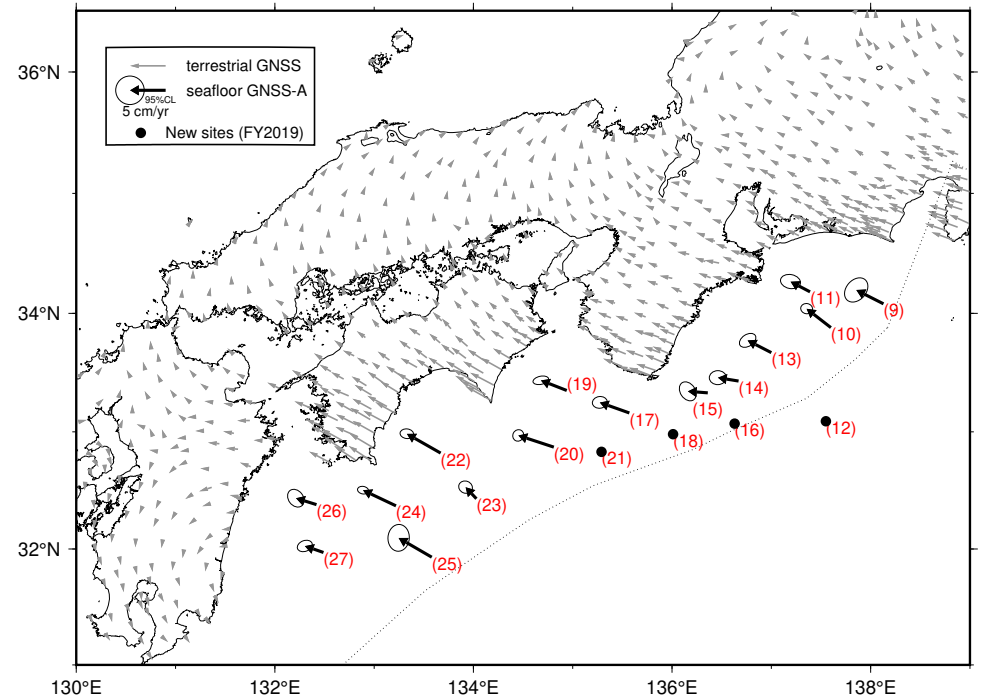 36°N
34°N
32°N
130°E
132°E
134°E
136°E
138°E
terrestrial GNSS
seafloor GNSS-A
95%CL
5 cm/yr
New sites (FY2019)
(11)
(9)
(10)
(13)
(14)
(19)
(15)
(17)
(12)
(16)
(18)
(20)
(22)
(21)
(23)
(26)
(24)
(27)
(25)